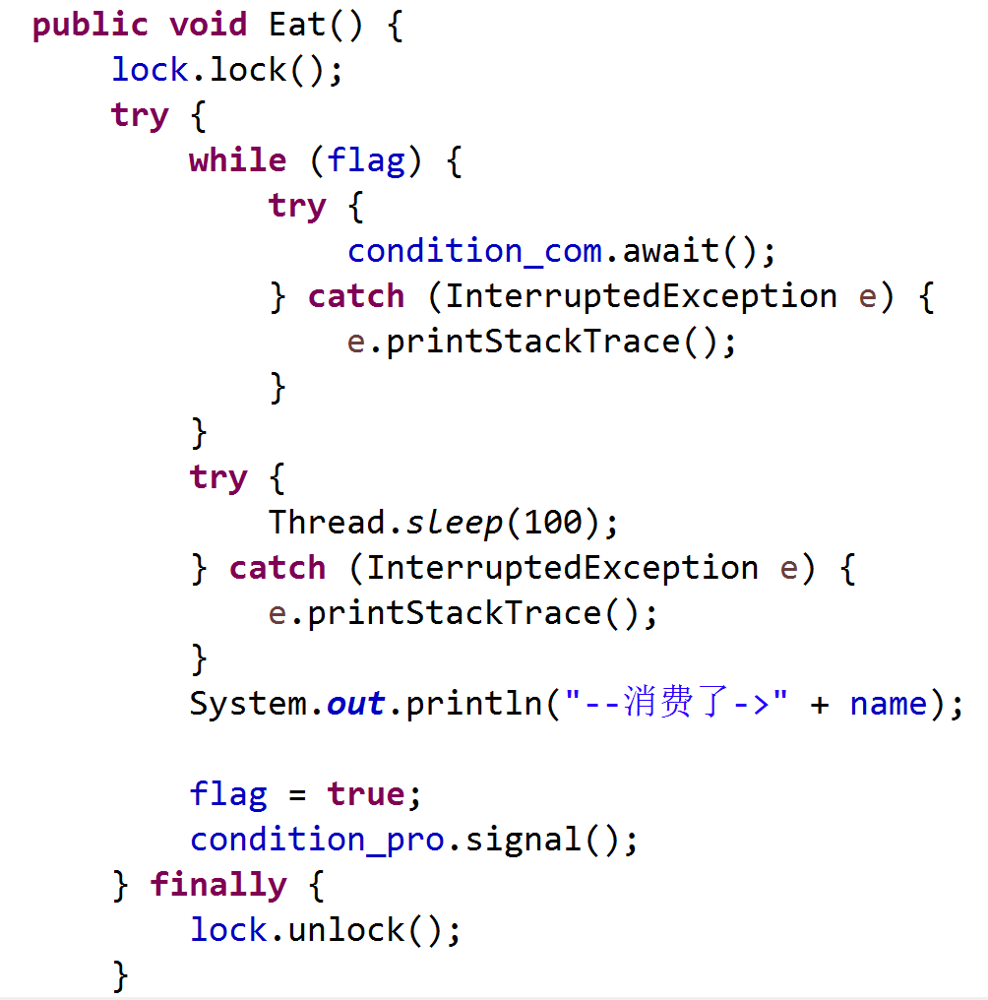 public void Eat() {
    lock.lock();
    try {
        while (flag) {
            try {
                condition_com.await();
            } catch (InterruptedException e) {
                e.printStackTrace();
            }
        }
        try {
            Thread.sleep(100);
        } catch (InterruptedException e) {
            e.printStackTrace();
        }
        System.out.println("--消费了->" + name);
        flag = true;
        condition_pro.signal();
    } finally {
        lock.unlock();
    }